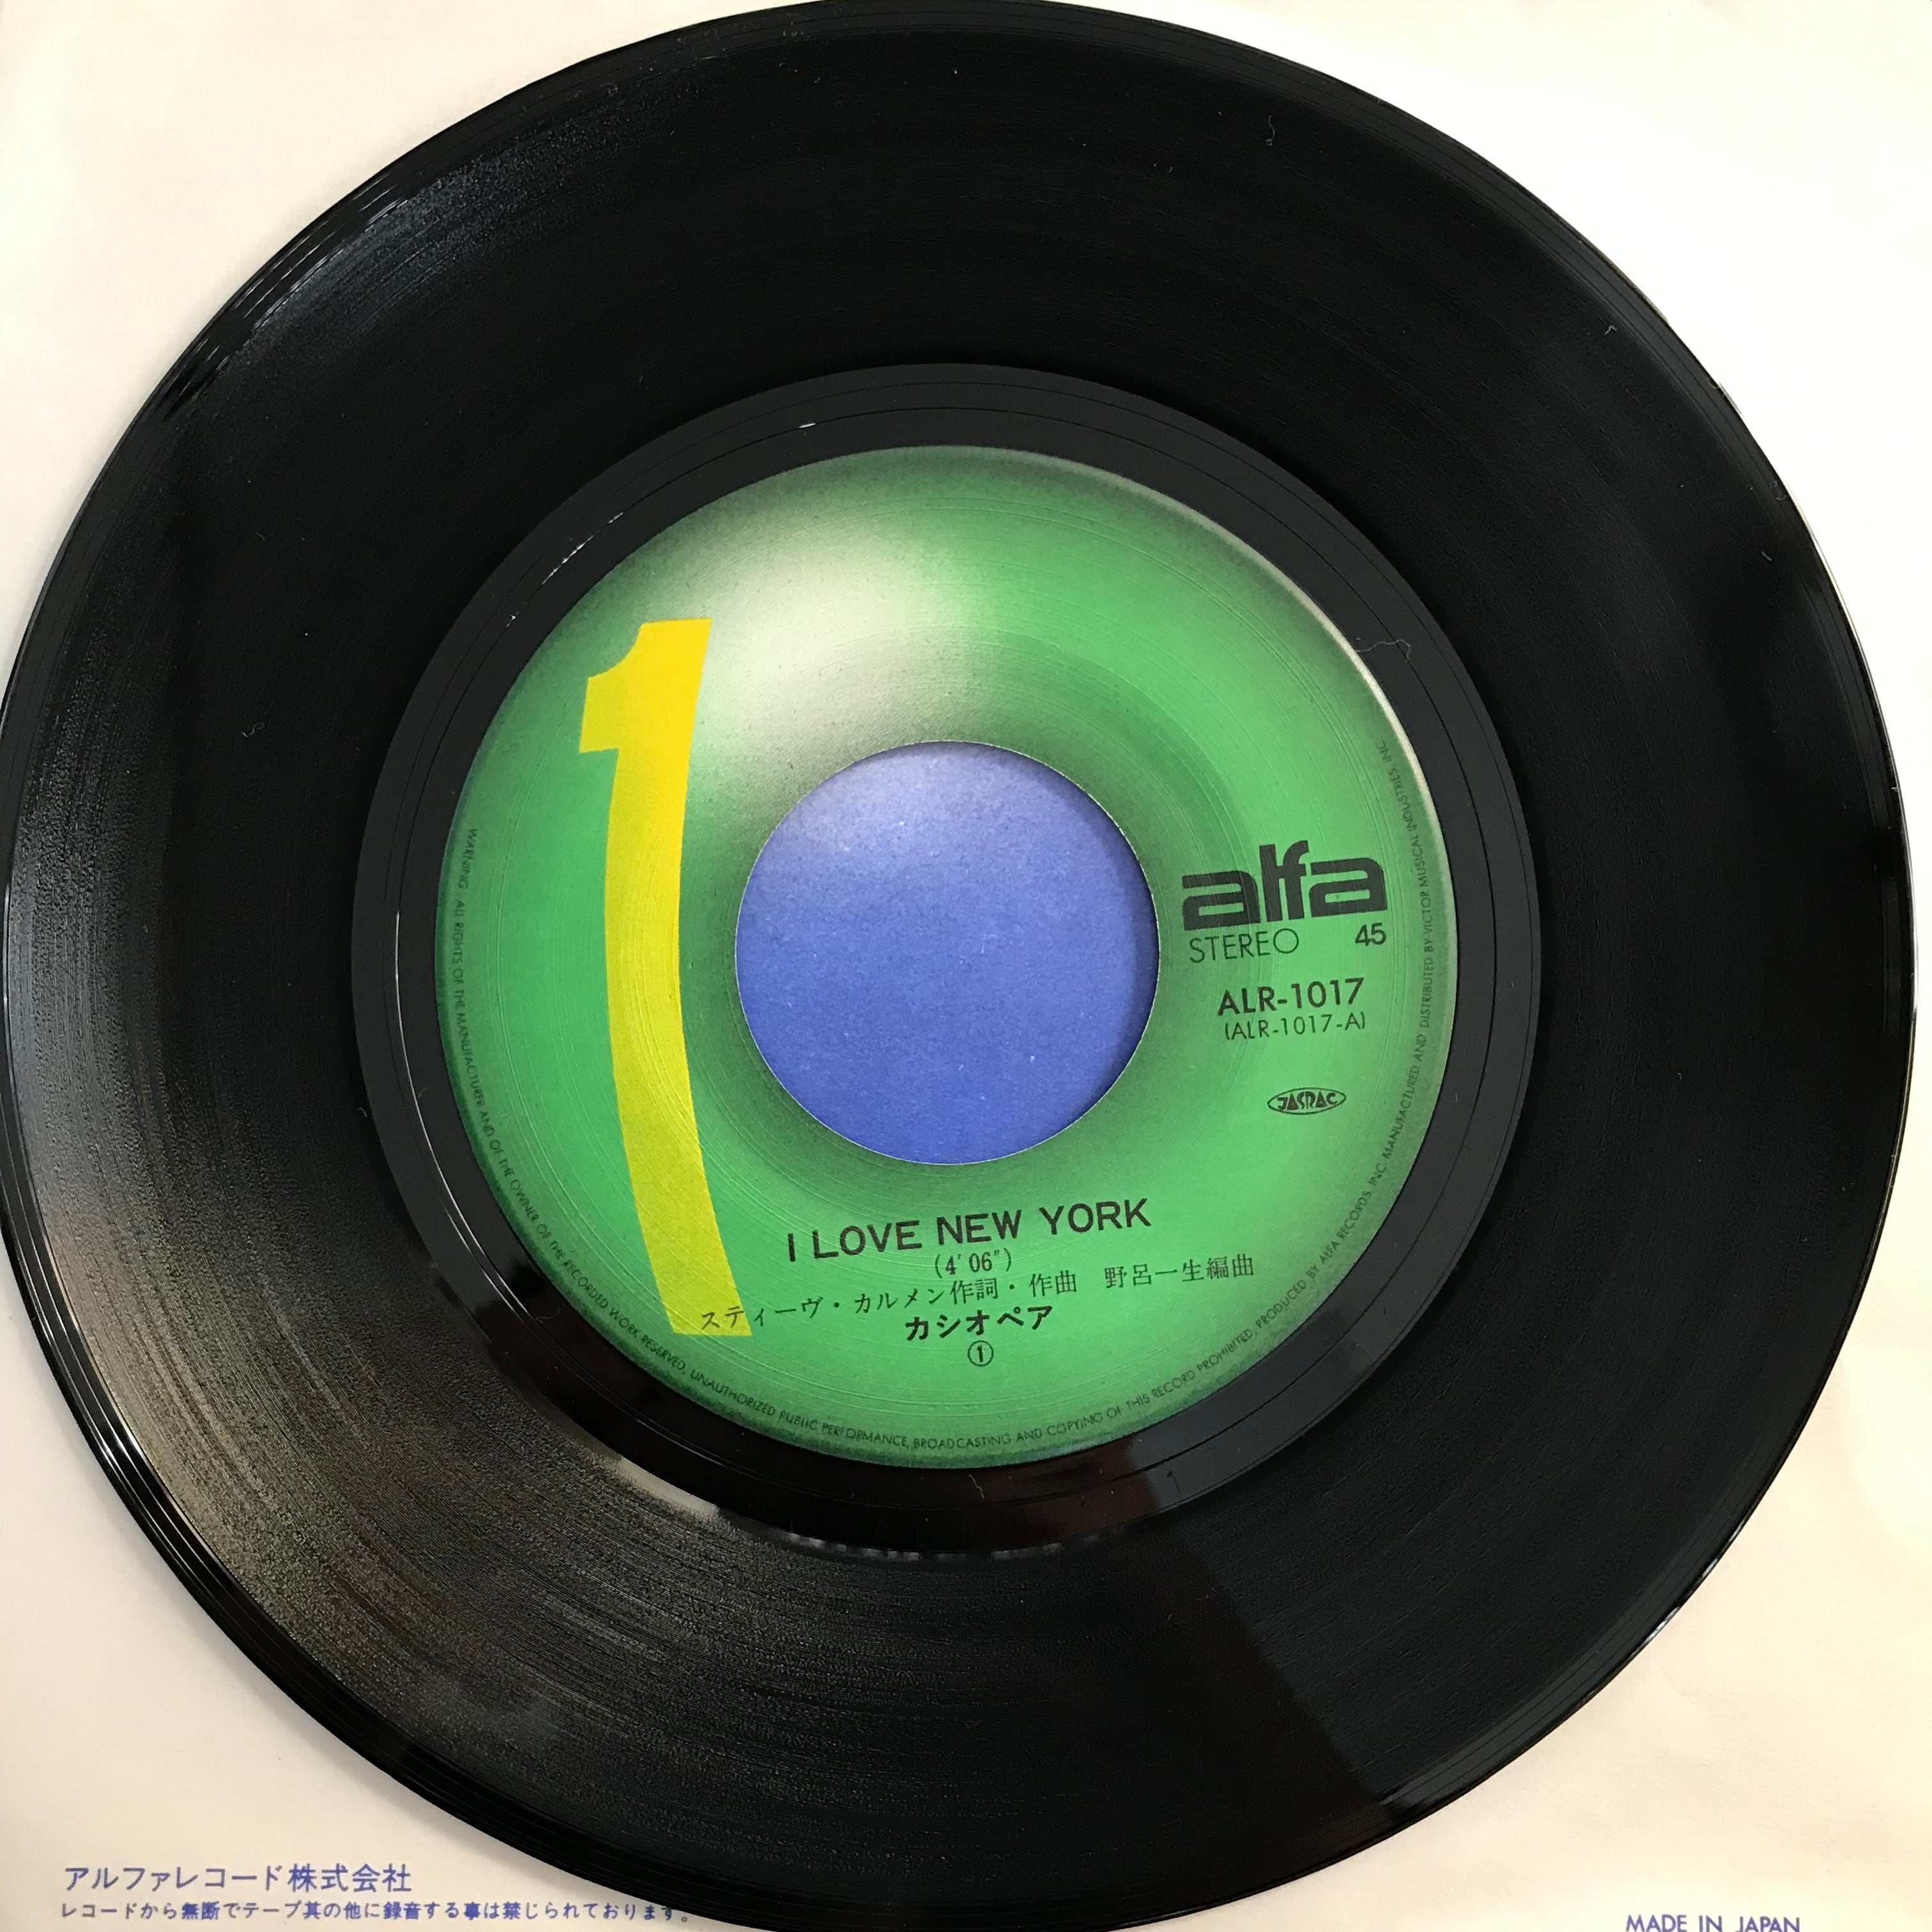 1
alfa
STEREO 45
ALR-1017
(ALR-1017-A)
JASRAC
I LOVE NEW YORK
(4'06")
スティーヴ・カルメン作詞・作曲 野呂一生編曲
カシオペア
①
WARNING: ALL RIGHTS OF THE MANUFACTURER AND OF THE OWNER OF THE RECORDED WORK RESERVED, UNAUTHORIZED PUBLIC PERFORMANCE, BROADCASTING AND COPYING OF THIS RECORD PROHIBITED, PRODUCED BY ALFA RECORDS, INC. MANUFACTURED AND DISTRIBUTED BY VICTOR MUSICAL INDUSTRIES, INC.
アルファレコード株式会社
レコードから無断でテープ其の他に録音する事は禁じられております。
MADE IN JAPAN